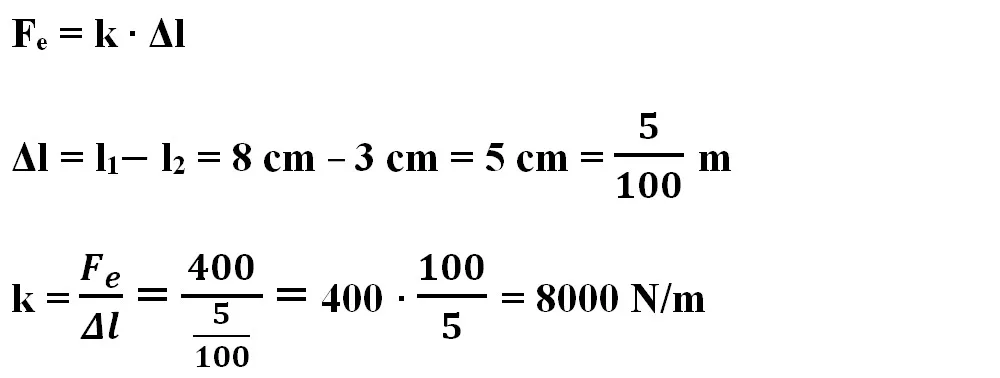 Fₑ = k · Δl
Δl = l₁− l₂ = 8 cm – 3 cm = 5 cm = 5/100 m
k = Fₑ/Δl = 400/(5/100) = 400 · 100/5 = 8000 N/m